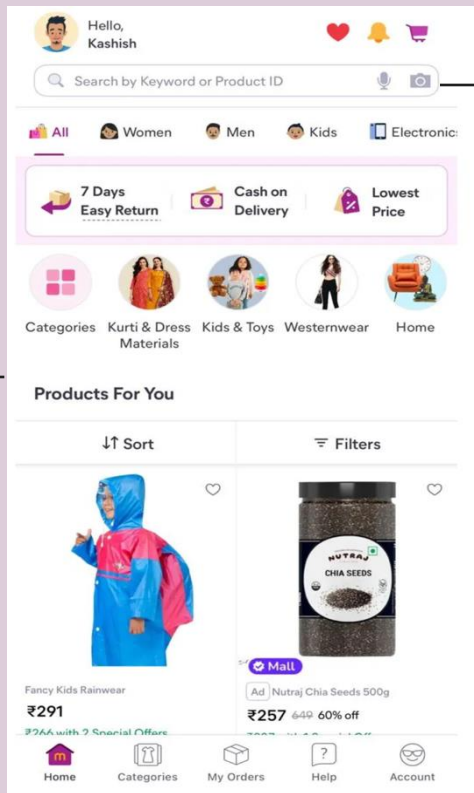 Hello,
Kashish
Search by Keyword or Product ID
All Women Men Kids Electronic
7 Days
Easy Return
Cash on
Delivery
Lowest
Price
Categories
Kurti & Dress
Materials
Kids & Toys
Westernwear
Home
Products For You
Sort
Filters
NUTRAJ
CHIA SEEDS
Mall
Fancy Kids Rainwear
₹291
₹266 with 2 Special Offers
Ad Nutraj Chia Seeds 500g
₹257 649 60% off
m
Home
Categories
My Orders
Help
Account